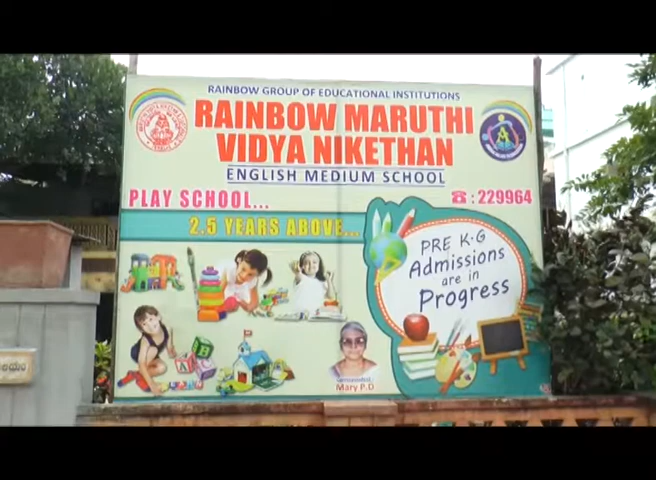 RAINBOW GROUP OF EDUCATIONAL INSTITUTIONS
RAINBOW MARUTHI
VIDYA NIKETHAN
ENGLISH MEDIUM SCHOOL
PLAY SCHOOL...
☎: 229964
2.5 YEARS ABOVE...
PRE K-G
Admissions
are in
Progress
Mary P.D